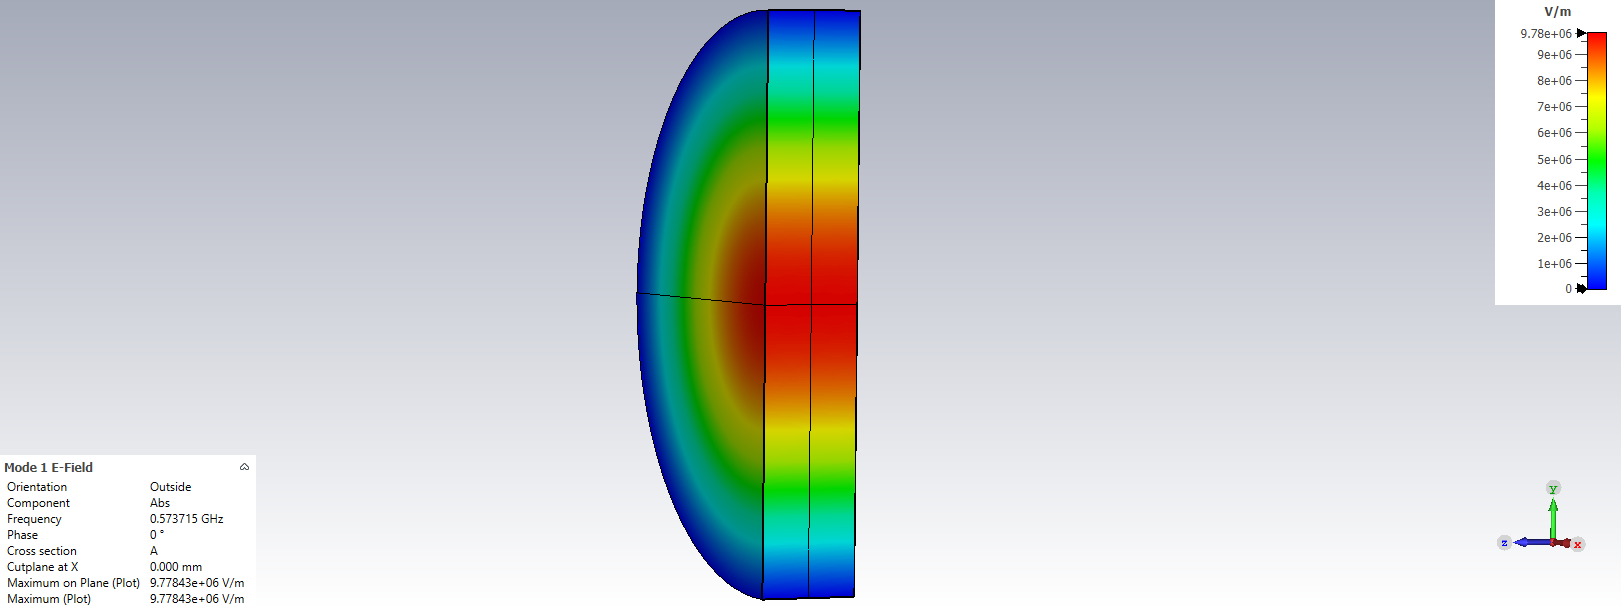 V/m
9.78e+06
9e+06
8e+06
7e+06
6e+06
5e+06
4e+06
3e+06
2e+06
1e+06
0
Mode 1 E-Field
Orientation Outside
Component Abs
Frequency 0.573715 GHz
Phase 0 °
Cross section A
Cutplane at X 0.000 mm
Maximum on Plane (Plot) 9.77843e+06 V/m
Maximum (Plot) 9.77843e+06 V/m
y
z x